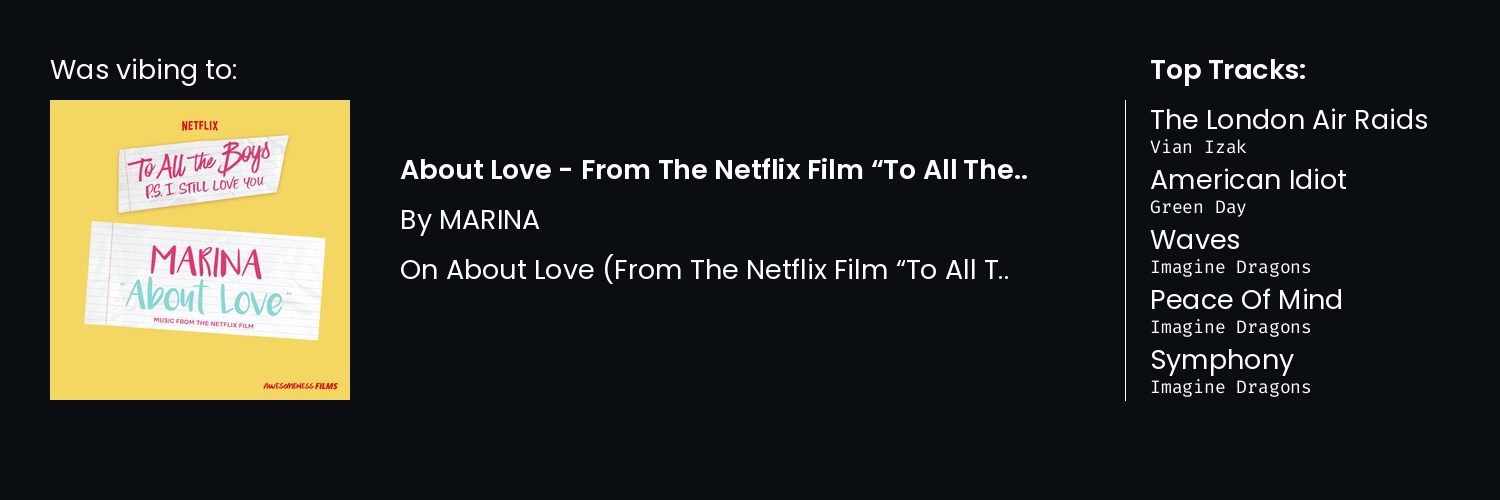 Was vibing to:
NETFLIX
To All the Boys
P.S. I STILL LOVE YOU
MARINA
"About Love"
MUSIC FROM THE NETFLIX FILM
AWESOMENESS FILMS
About Love - From The Netflix Film “To All The..
By MARINA
On About Love (From The Netflix Film “To All T..
Top Tracks:
The London Air Raids
Vian Izak
American Idiot
Green Day
Waves
Imagine Dragons
Peace Of Mind
Imagine Dragons
Symphony
Imagine Dragons